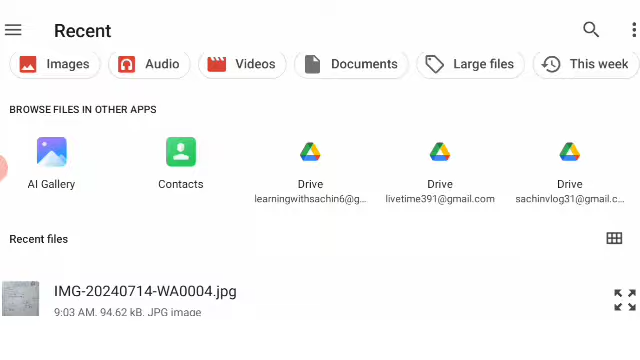 Recent
Images Audio Videos Documents Large files This week
BROWSE FILES IN OTHER APPS
AI Gallery Contacts Drive Drive Drive
learningwithsachin6@g... livetime391@gmail.com sachinvlog31@gmail.c...
Recent files
IMG-20240714-WA0004.jpg
9:03 AM, 94.62 kB, JPG image